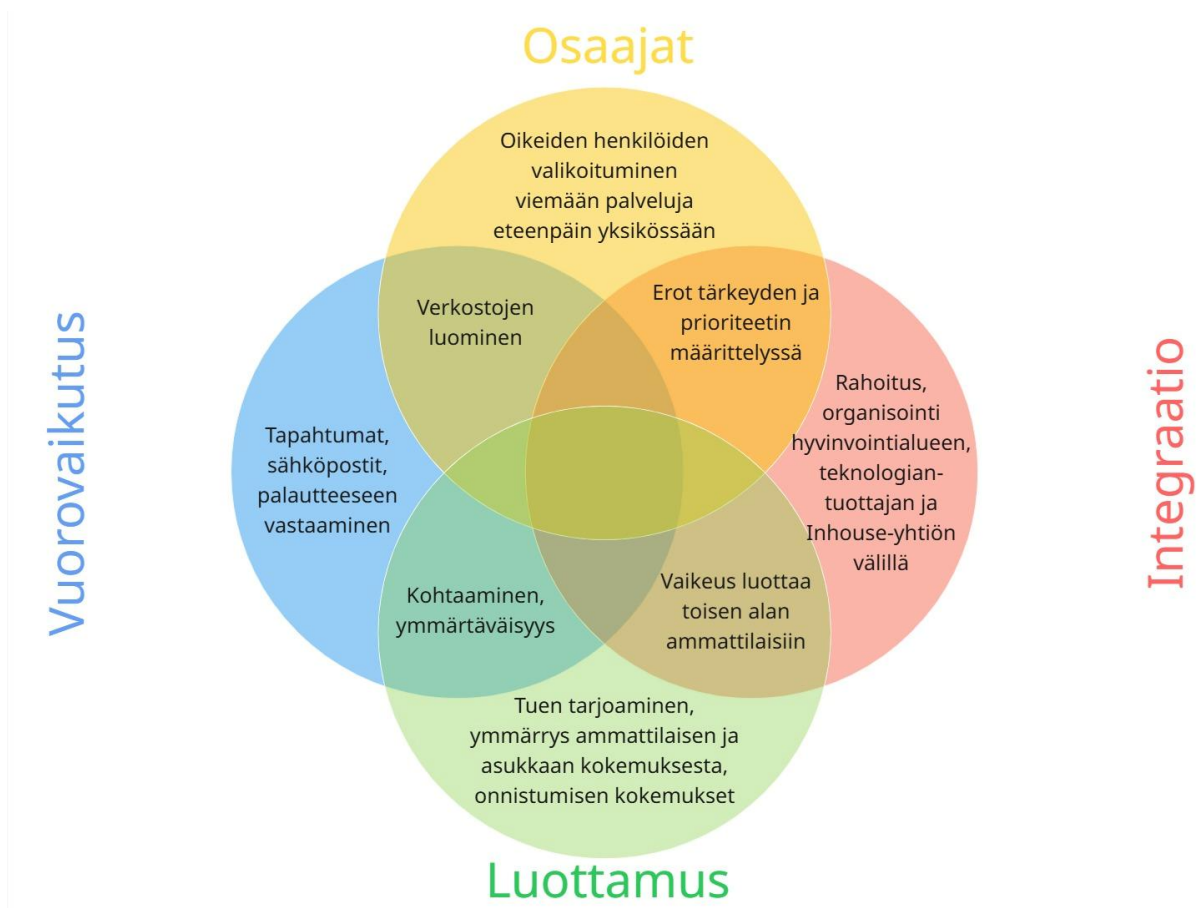 Osaajat
Oikeiden henkilöiden
valikoituminen
viemään palveluja
eteenpäin yksikössään
Verkostojen
luominen
Erot tärkeyden ja
prioriteetin
määrittelyssä
Vuorovaikutus
Tapahtumat,
sähköpostit,
palautteeseen
vastaaminen
Rahoitus,
organisointi
hyvinvointialueen,
teknologian-
tuottajan ja
Inhouse-yhtiön
välillä
Integraatio
Kohtaaminen,
ymmärtäväisyys
Vaikeus luottaa
toisen alan
ammattilaisiin
Tuen tarjoaminen,
ymmärrys ammattilaisen ja
asukkaan kokemuksesta,
onnistumisen kokemukset
Luottamus